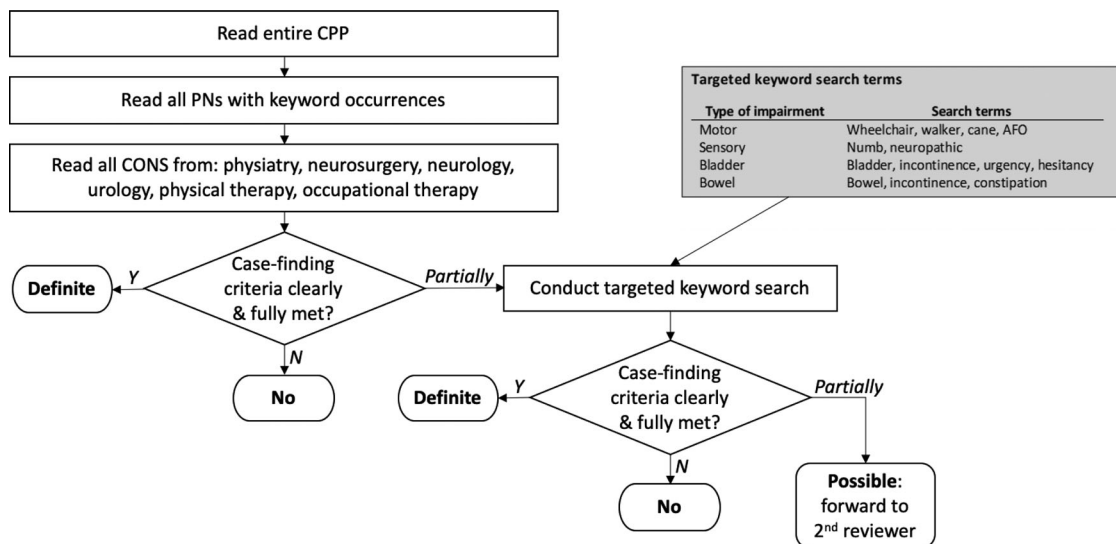 Read entire CPP
Read all PNs with keyword occurrences
Read all CONS from: physiatry, neurosurgery, neurology,
urology, physical therapy, occupational therapy
Targeted keyword search terms
Type of impairment Search terms
Motor Wheelchair, walker, cane, AFO
Sensory Numb, neuropathic
Bladder Bladder, incontinence, urgency, hesitancy
Bowel Bowel, incontinence, constipation
Case-finding
criteria clearly
& fully met?
Y
Definite
N
No
Partially
Conduct targeted keyword search
Case-finding
criteria clearly
& fully met?
Y
Definite
N
No
Partially
Possible:
forward to
2nd reviewer